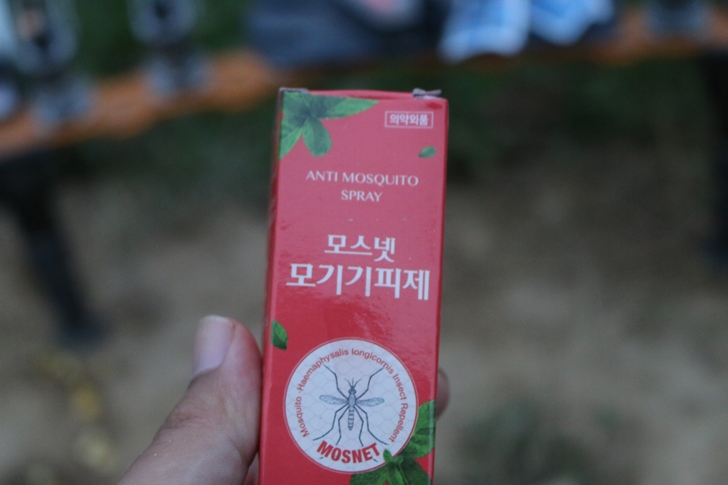 의약외품
ANTI MOSQUITO
SPRAY
모스넷
모기기피제
Mosquito · Haemaphysalis longicornis Insect Repellent
MOSNET